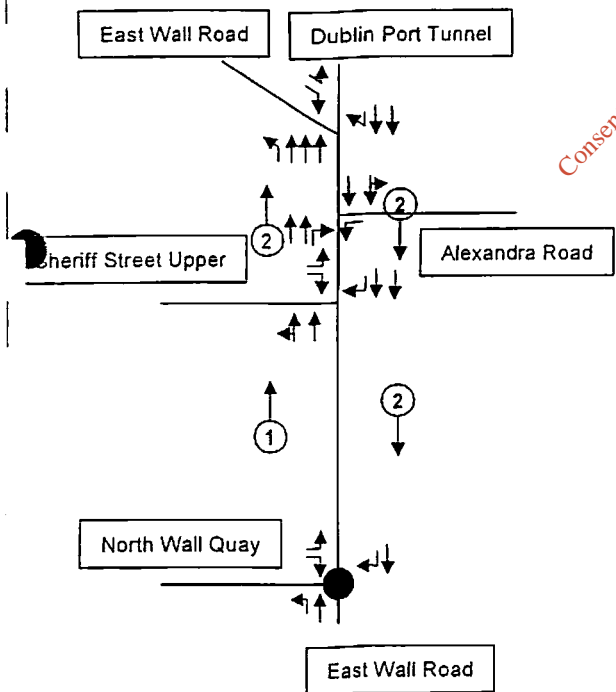 East Wall Road
Dublin Port Tunnel
Consen
2
2
Sheriff Street Upper
Alexandra Road
2
1
North Wall Quay
East Wall Road